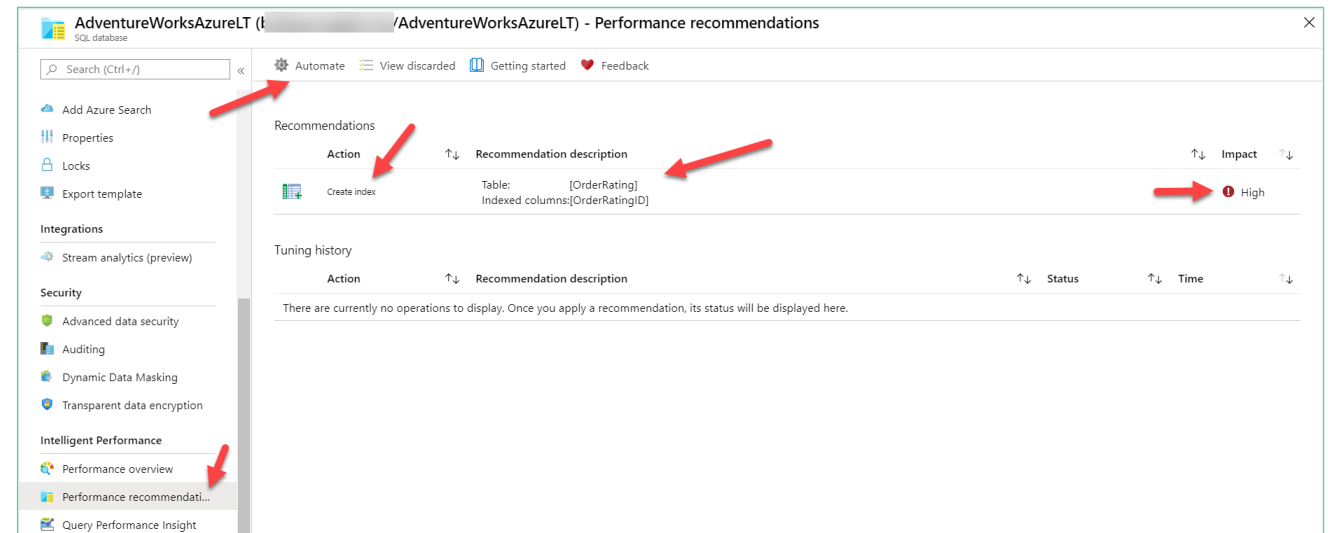 AdventureWorksAzureLT (b /AdventureWorksAzureLT) - Performance recommendations
SQL database
Search (Ctrl+/)
«
Add Azure Search
Properties
Locks
Export template
Integrations
Stream analytics (preview)
Security
Advanced data security
Auditing
Dynamic Data Masking
Transparent data encryption
Intelligent Performance
Performance overview
Performance recommendati...
Query Performance Insight
Automate View discarded Getting started Feedback
Recommendations
Action ↑↓ Recommendation description ↑↓ Impact ↑↓
Create index Table: [OrderRating] High
Indexed columns:[OrderRatingID]
Tuning history
Action ↑↓ Recommendation description ↑↓ Status ↑↓ Time ↑↓
There are currently no operations to display. Once you apply a recommendation, its status will be displayed here.